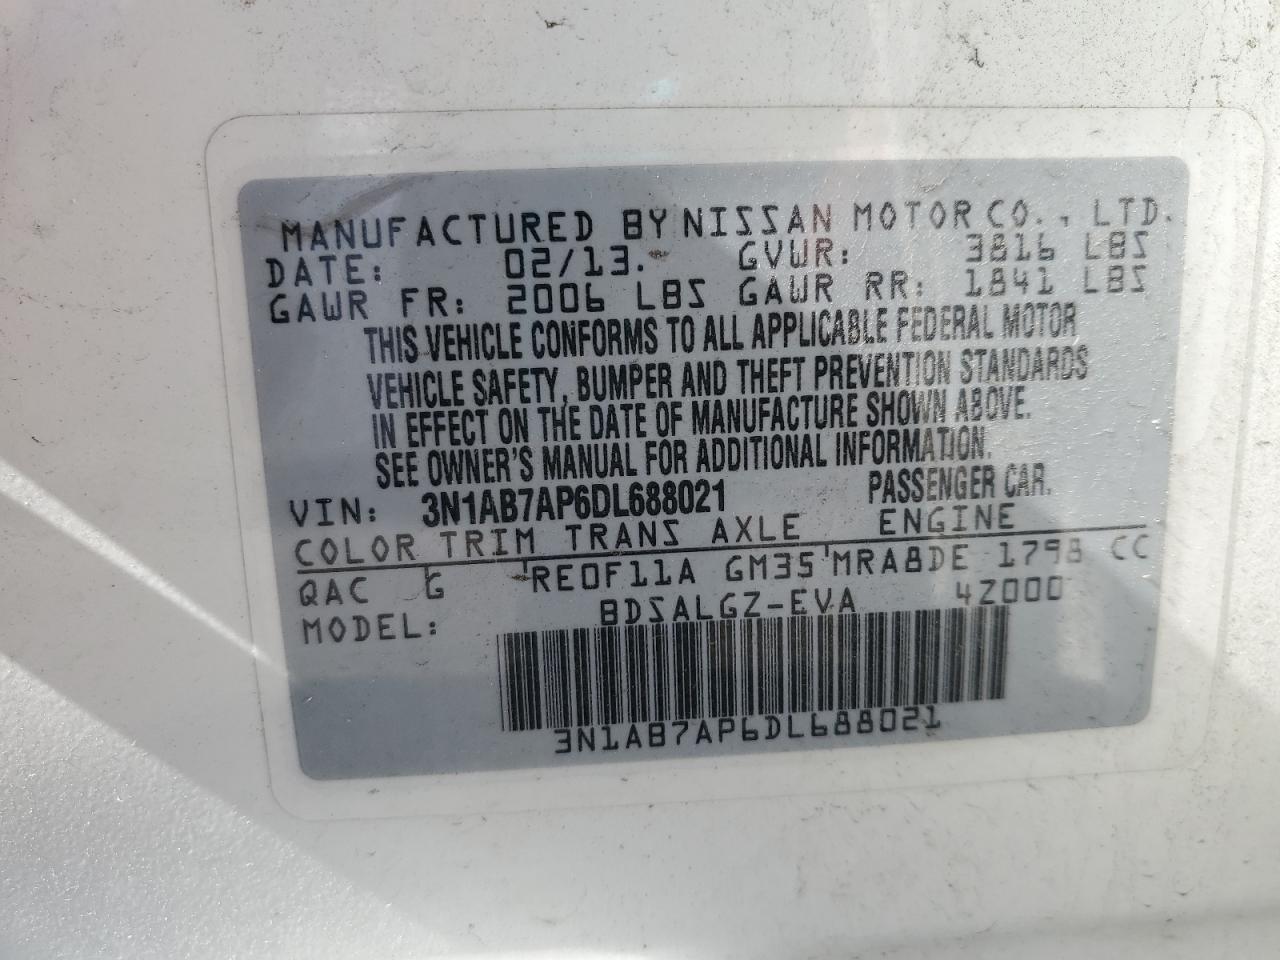 MANUFACTURED BY NISSAN MOTOR CO., LTD.
DATE: 02/13. GVWR: 3816 LBS
GAWR FR: 2006 LBS GAWR RR: 1841 LBS
THIS VEHICLE CONFORMS TO ALL APPLICABLE FEDERAL MOTOR
VEHICLE SAFETY, BUMPER AND THEFT PREVENTION STANDARDS
IN EFFECT ON THE DATE OF MANUFACTURE SHOWN ABOVE.
SEE OWNER'S MANUAL FOR ADDITIONAL INFORMATION.
VIN: 3N1AB7AP6DL688021 PASSENGER CAR.
COLOR TRIM TRANS AXLE ENGINE
QAC G RE0F11A GM35 MRA8DE 1798 CC
MODEL: BDSALGZ-EVA 4Z000
3N1AB7AP6DL688021